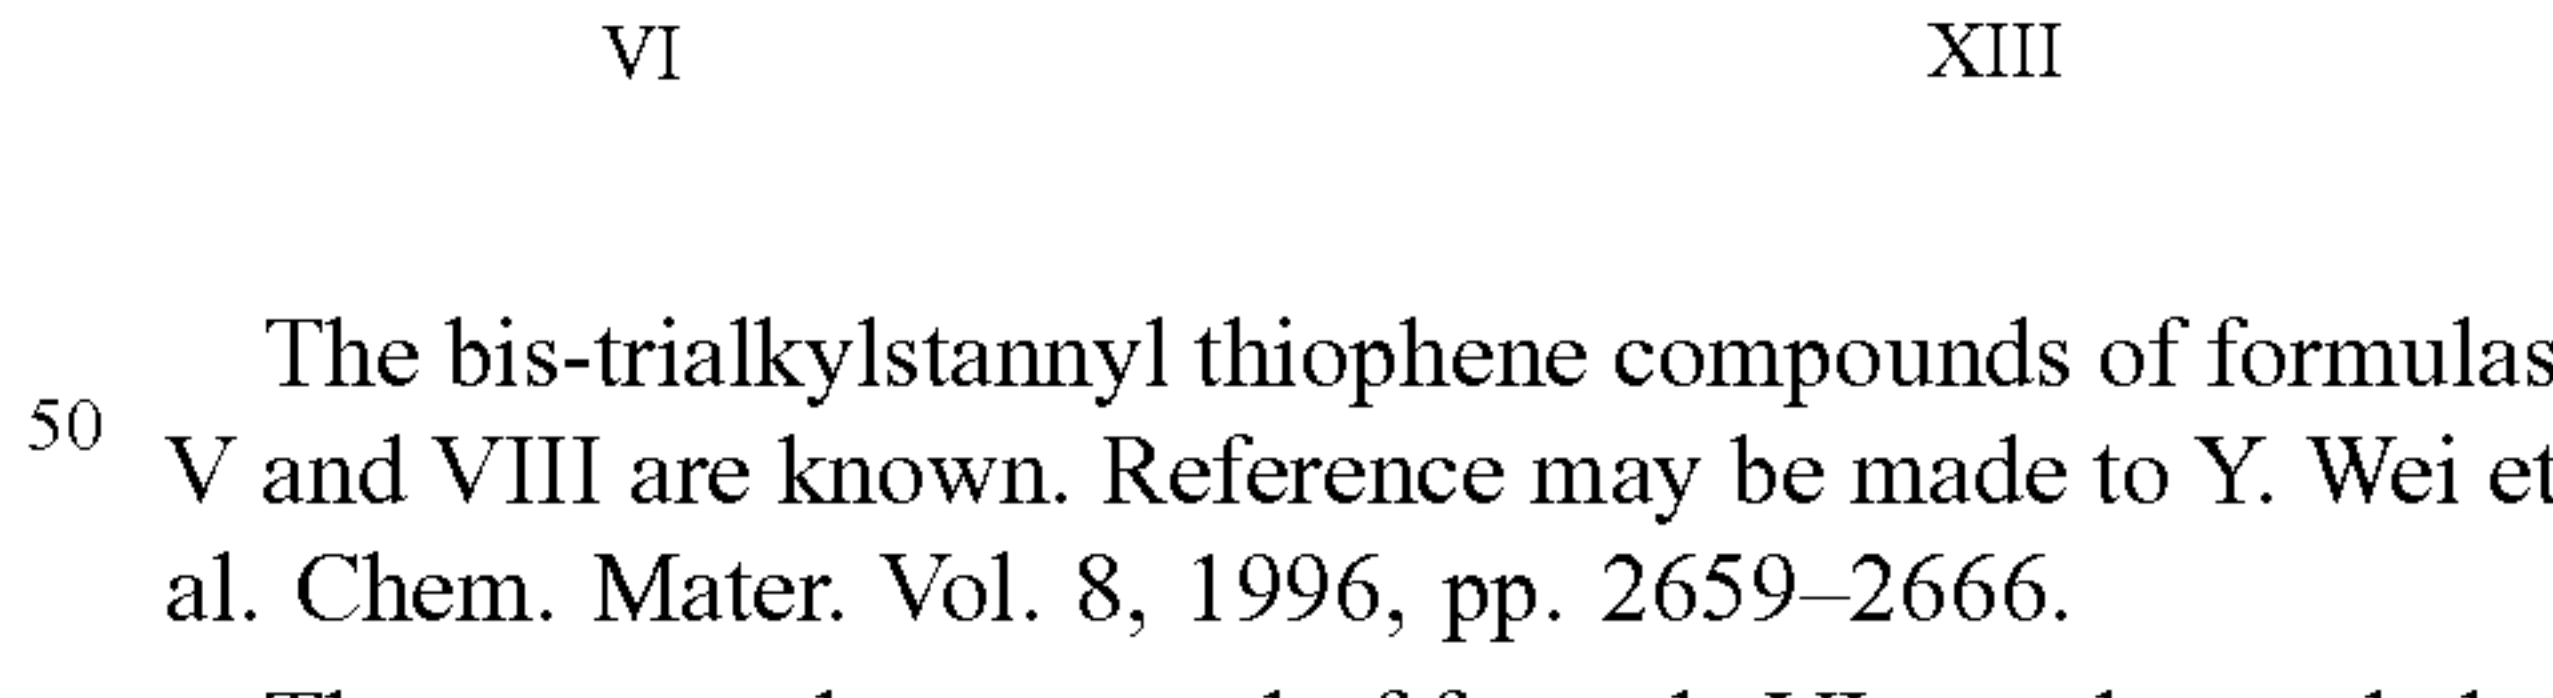 VI XIII
The bis-trialkylstannyl thiophene compounds of formulas
50 V and VIII are known. Reference may be made to Y. Wei et
al. Chem. Mater. Vol. 8, 1996, pp. 2659–2666.